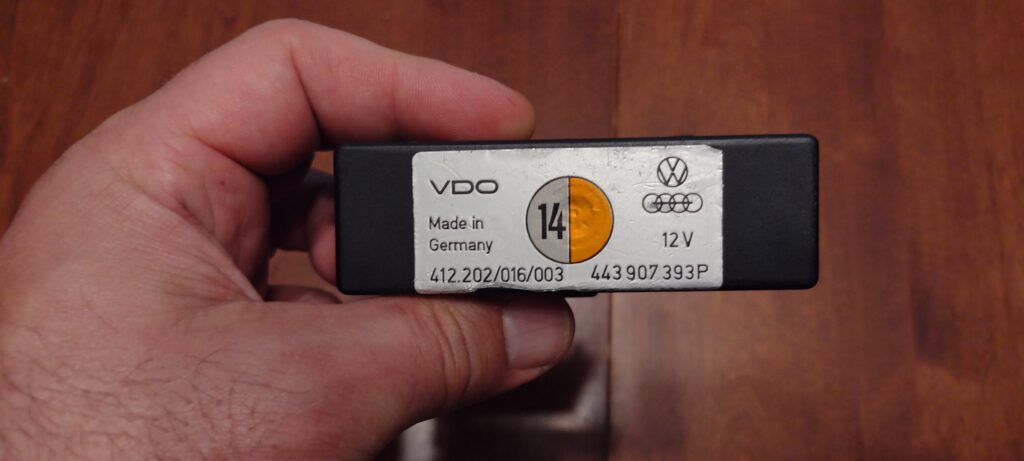 VDO
Made in
Germany
14
12 V
412.202/016/003
443 907 393P